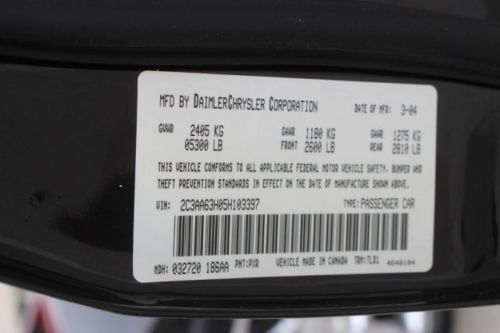 MFD BY DAIMLERCHRYSLER CORPORATION DATE OF MFR: 3-04
GVWR 2405 KG GAWR 1180 KG GAWR 1275 KG
05300 LB FRONT 2600 LB REAR 2810 LB
THIS VEHICLE CONFORMS TO ALL APPLICABLE FEDERAL MOTOR VEHICLE SAFETY, BUMPER AND
THEFT PREVENTION STANDARDS IN EFFECT ON THE DATE OF MANUFACTURE SHOWN ABOVE.
VIN: 2C3AA63H05H103397 TYPE: PASSENGER CAR
MDH: 032720 186AA PNT: PXR VEHICLE MADE IN CANADA TRM: TLD1 4648104